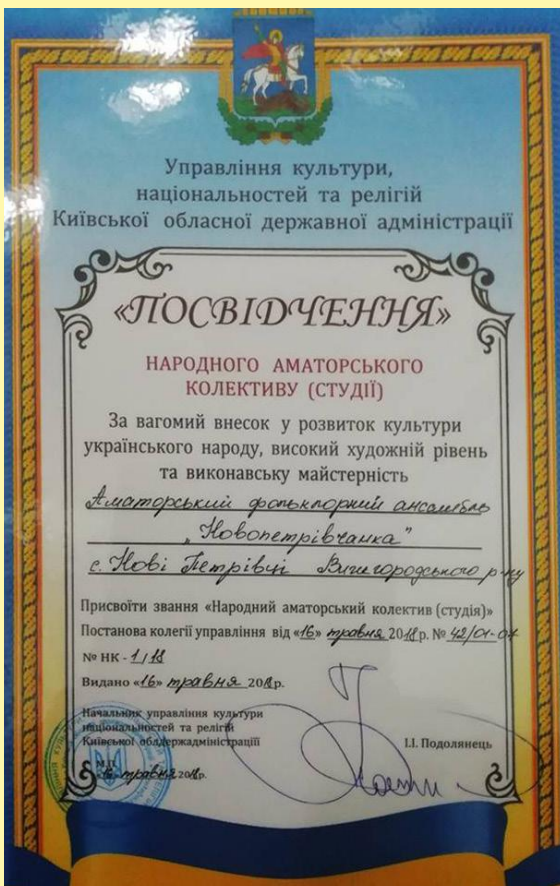 Управління культури,
національностей та релігій
Київської обласної державної адміністрації
«ПОСВІДЧЕННЯ»
НАРОДНОГО АМАТОРСЬКОГО
КОЛЕКТИВУ (СТУДІЇ)
За вагомий внесок у розвиток культури
українського народу, високий художній рівень
та виконавську майстерність
Аматорський фольклорний ансамбль
„Новопетрівчанка"
с. Нові Петрівці Вишгородського р-ну
Присвоїти звання «Народний аматорський колектив (студія)»
Постанова колегії управління від «16» травня 2018 р. № 42/01-04
№ НК - 1/18
Видано «16» травня 2018 р.
Начальник управління культури
національностей та релігій
Київської облдержадміністрації
І.І. Подолянець
М.П.
травня 2018 р.